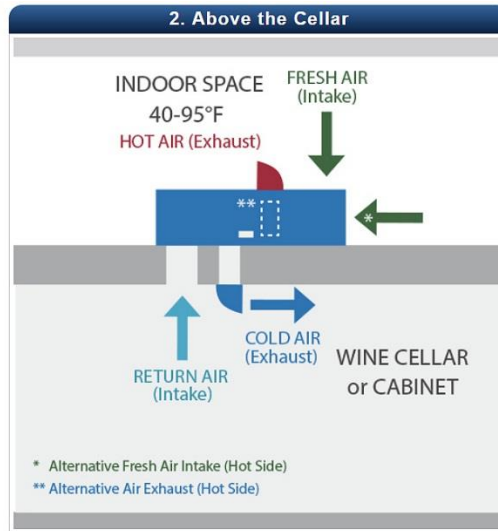 2. Above the Cellar
INDOOR SPACE
40-95°F
HOT AIR (Exhaust)
FRESH AIR
(Intake)
**
*
COLD AIR
(Exhaust)
RETURN AIR
(Intake)
WINE CELLAR
or CABINET
* Alternative Fresh Air Intake (Hot Side)
** Alternative Air Exhaust (Hot Side)